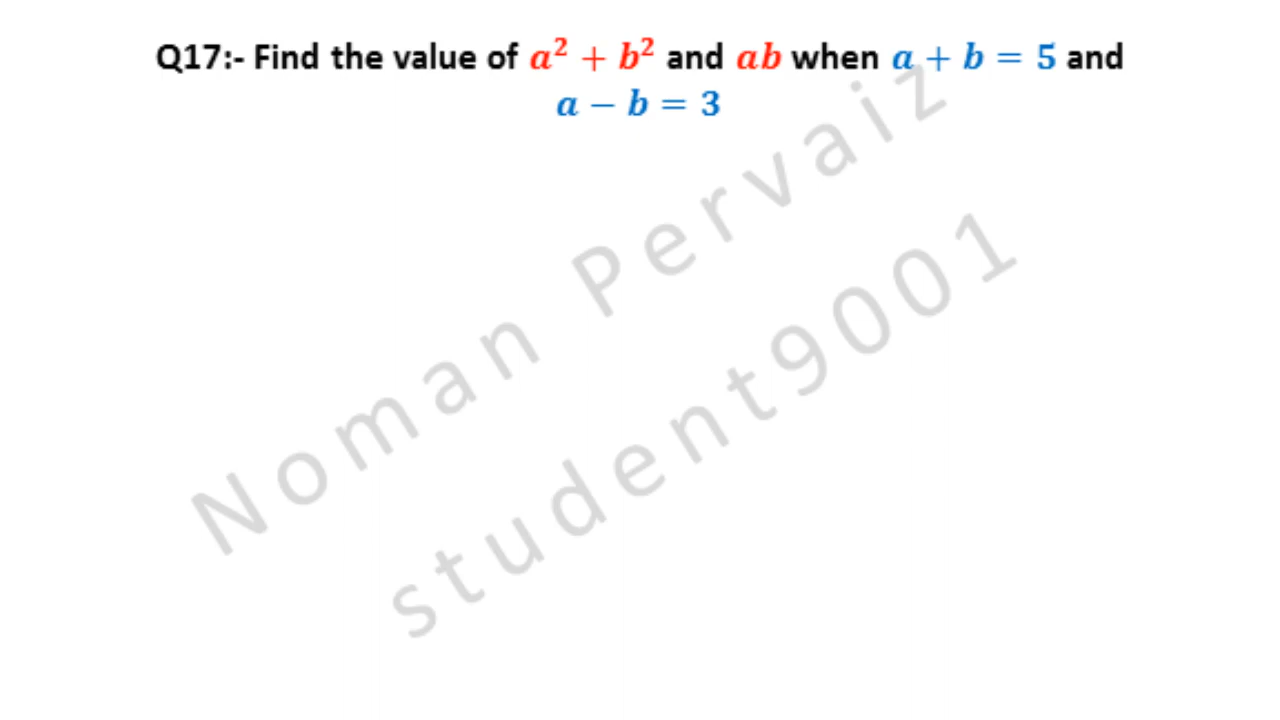 Q17:- Find the value of a² + b² and ab when a + b = 5 and
a − b = 3
Noman Pervaiz
student9001